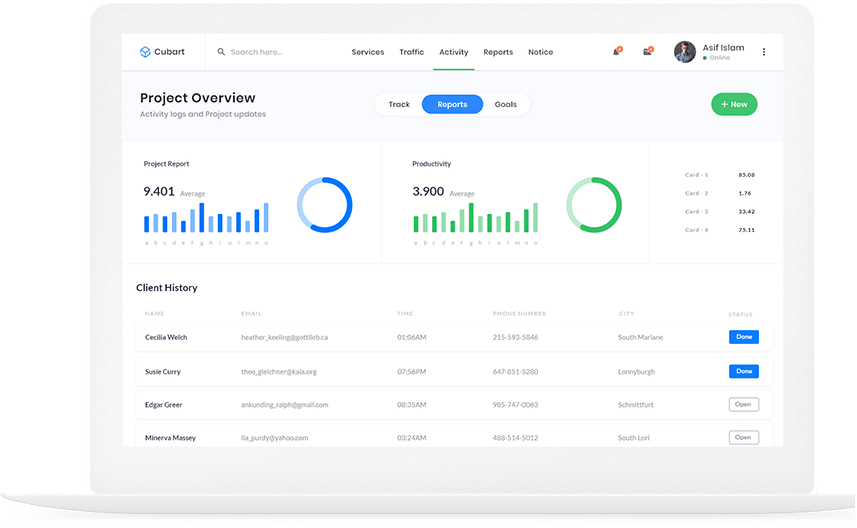 Cubart
Search here..
Services Traffic Activity Reports Notice
Asif Islam
Online
Project Overview
Activity logs and Project updates
Track Reports Goals
+ New
Project Report
9.401 Average
a b c d e f g h i o l m n o
Productivity
3.900 Average
a b c d e f g h i o l m n o
Card - 1 85.08
Card - 2 1.76
Card - 3 33.42
Card - 4 75.11
Client History
NAME EMAIL TIME PHONE NUMBER CITY STATUS
Cecilia Welch heather_keeling@gottlieb.ca 01:06AM 215-593-5846 South Mariane Done
Susie Curry theo_gleichner@kaia.org 07:56PM 647-851-5280 Lonnyburgh Done
Edgar Greer ankunding_ralph@gmail.com 08:35AM 985-747-0063 Schmittfurt Open
Minerva Massey lia_purdy@yahoo.com 03:24AM 488-514-5012 South Lori Open